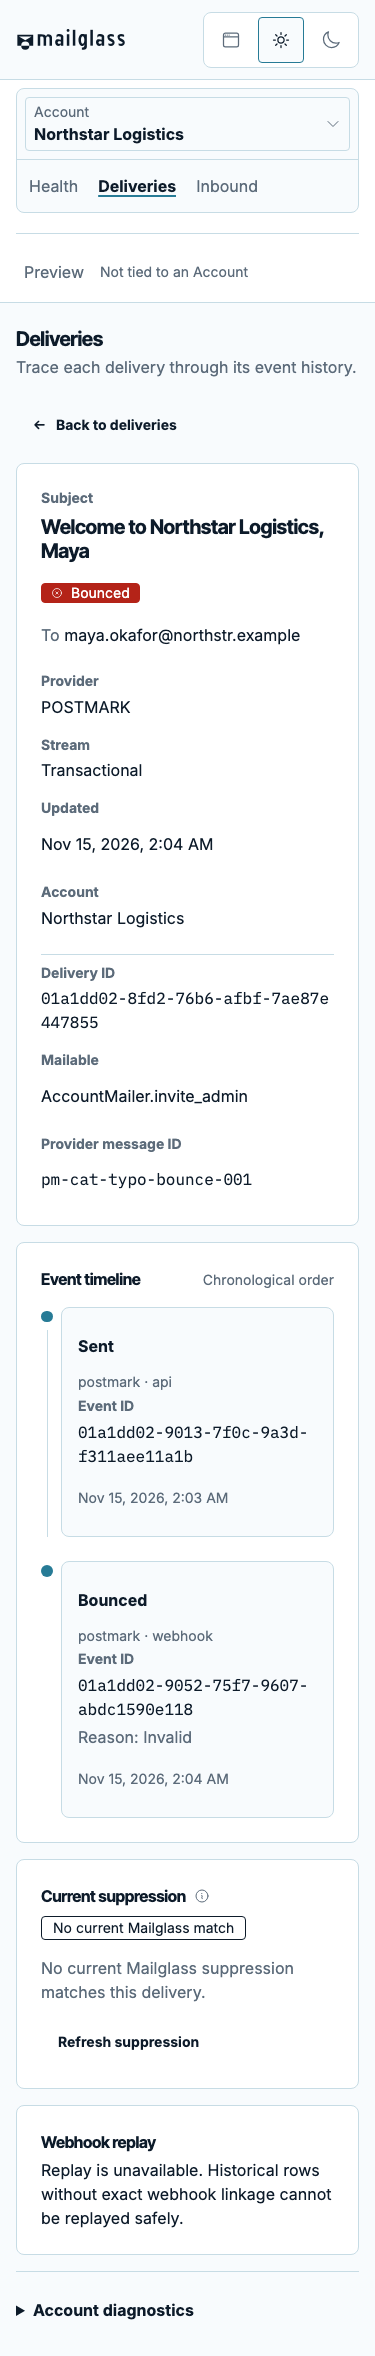 mailglass
Account
Northstar Logistics
Health Deliveries Inbound
Preview Not tied to an Account
Deliveries
Trace each delivery through its event history.
← Back to deliveries
Subject
Welcome to Northstar Logistics,
Maya
Bounced
To maya.okafor@northstr.example
Provider
POSTMARK
Stream
Transactional
Updated
Nov 15, 2026, 2:04 AM
Account
Northstar Logistics
Delivery ID
01a1dd02-8fd2-76b6-afbf-7ae87e
447855
Mailable
AccountMailer.invite_admin
Provider message ID
pm-cat-typo-bounce-001
Event timeline Chronological order
Sent
postmark · api
Event ID
01a1dd02-9013-7f0c-9a3d-
f311aee11a1b
Nov 15, 2026, 2:03 AM
Bounced
postmark · webhook
Event ID
01a1dd02-9052-75f7-9607-
abdc1590e118
Reason: Invalid
Nov 15, 2026, 2:04 AM
Current suppression
No current Mailglass match
No current Mailglass suppression
matches this delivery.
Refresh suppression
Webhook replay
Replay is unavailable. Historical rows
without exact webhook linkage cannot
be replayed safely.
Account diagnostics